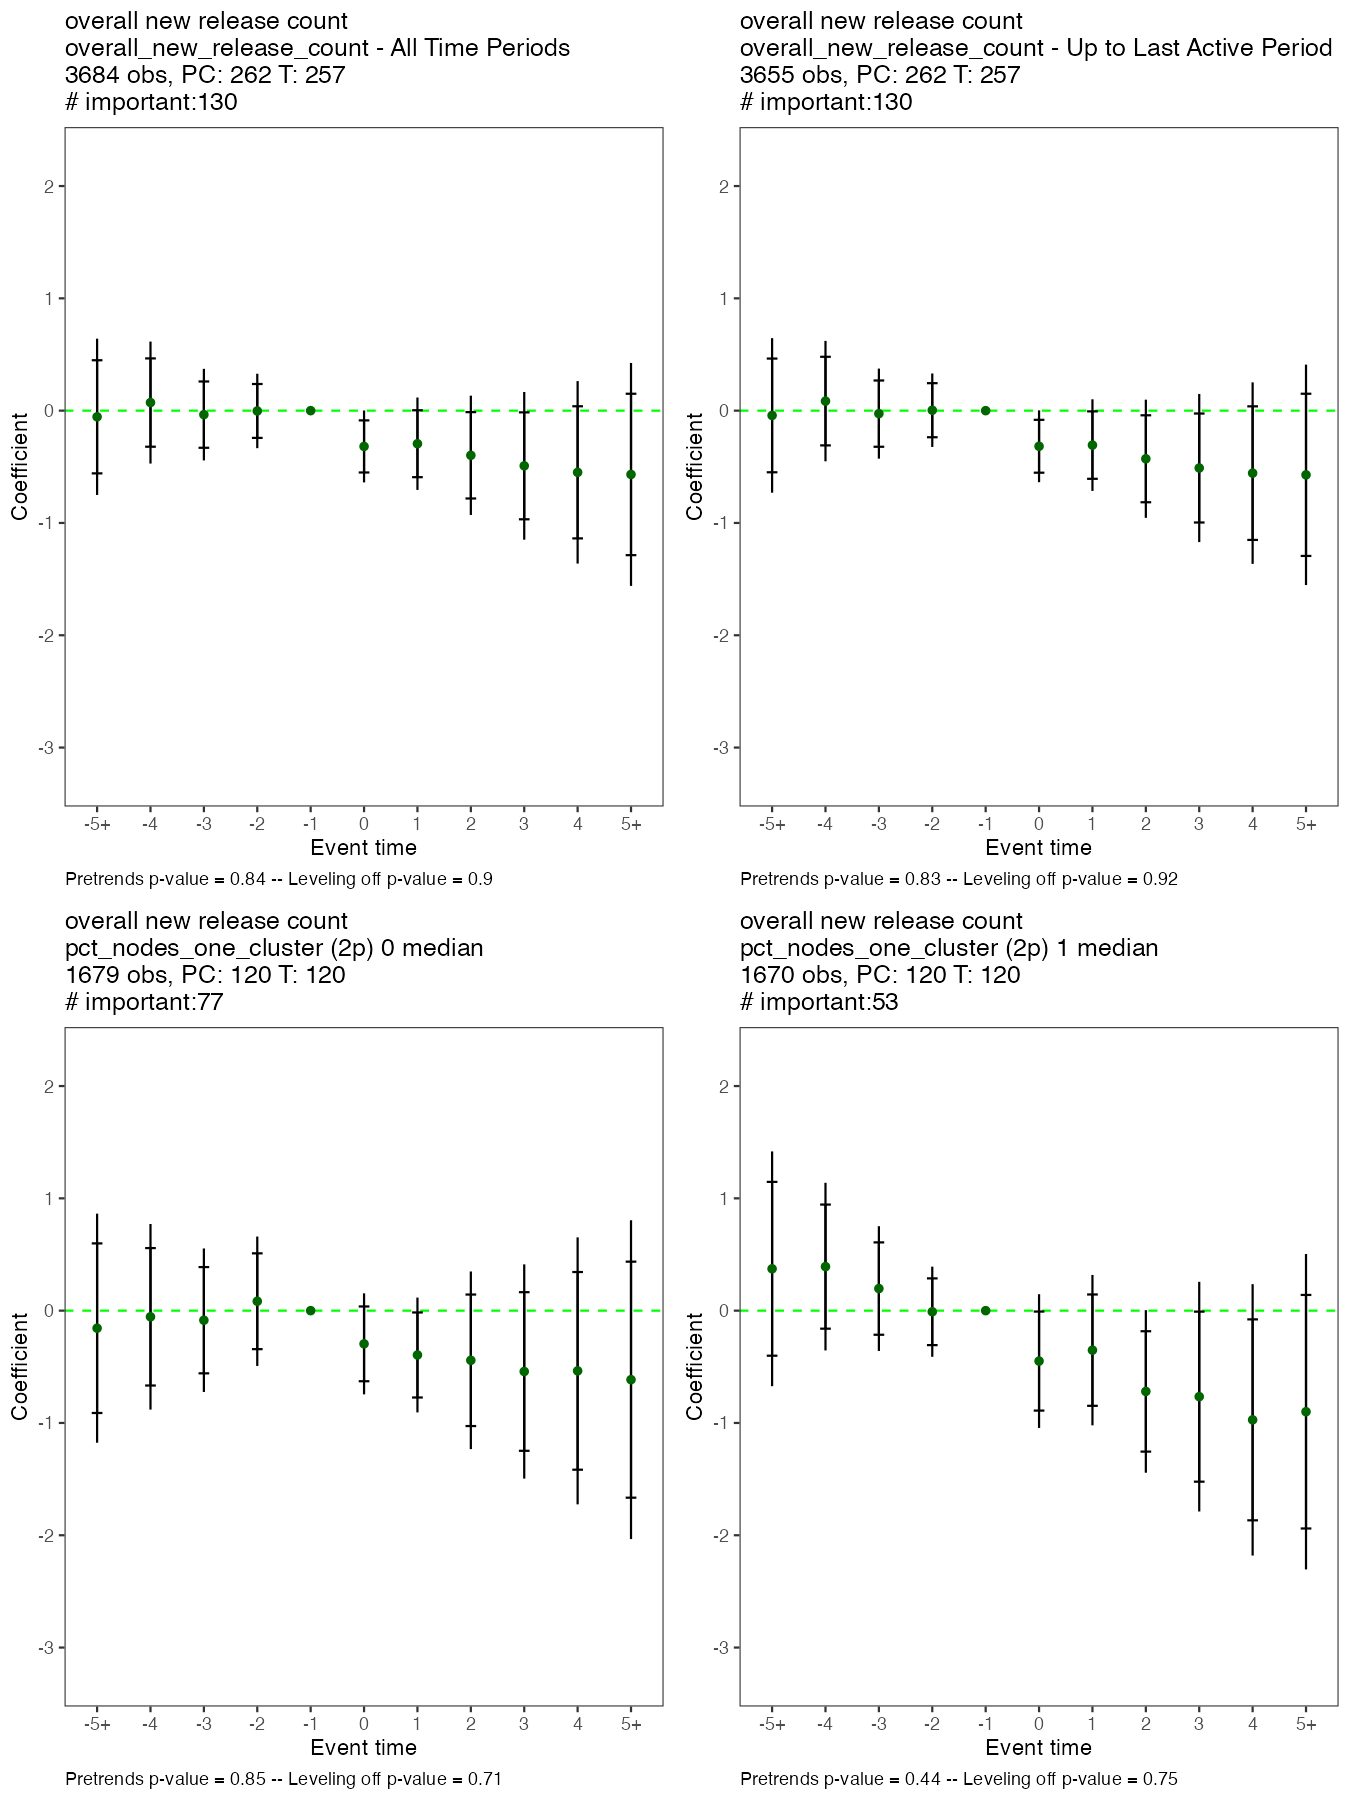 overall new release count
overall_new_release_count - All Time Periods
3684 obs, PC: 262 T: 257
# important:130
2
1
0
-1
-2
-3
Coefficient
-5+ -4 -3 -2 -1 0 1 2 3 4 5+
Event time
Pretrends p-value = 0.84 -- Leveling off p-value = 0.9
overall new release count
overall_new_release_count - Up to Last Active Period
3655 obs, PC: 262 T: 257
# important:130
2
1
0
-1
-2
-3
Coefficient
-5+ -4 -3 -2 -1 0 1 2 3 4 5+
Event time
Pretrends p-value = 0.83 -- Leveling off p-value = 0.92
overall new release count
pct_nodes_one_cluster (2p) 0 median
1679 obs, PC: 120 T: 120
# important:77
2
1
0
-1
-2
-3
Coefficient
-5+ -4 -3 -2 -1 0 1 2 3 4 5+
Event time
Pretrends p-value = 0.85 -- Leveling off p-value = 0.71
overall new release count
pct_nodes_one_cluster (2p) 1 median
1670 obs, PC: 120 T: 120
# important:53
2
1
0
-1
-2
-3
Coefficient
-5+ -4 -3 -2 -1 0 1 2 3 4 5+
Event time
Pretrends p-value = 0.44 -- Leveling off p-value = 0.75